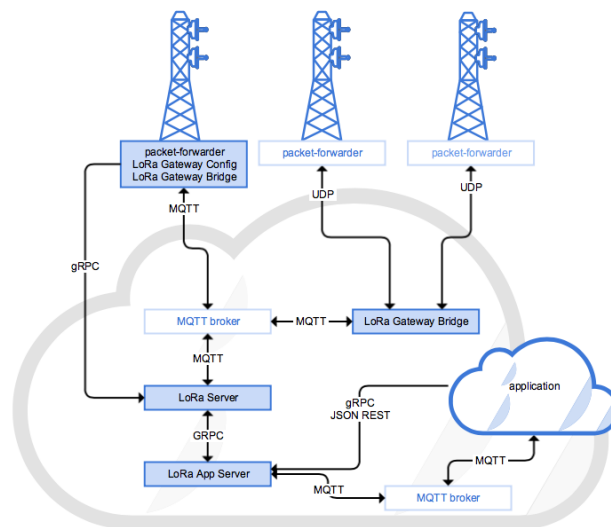 packet-forwarder
LoRa Gateway Config
LoRa Gateway Bridge
packet-forwarder
packet-forwarder
MQTT
UDP
UDP
gRPC
MQTT broker
MQTT
LoRa Gateway Bridge
MQTT
LoRa Server
application
gRPC
JSON REST
GRPC
LoRa App Server
MQTT
MQTT
MQTT broker